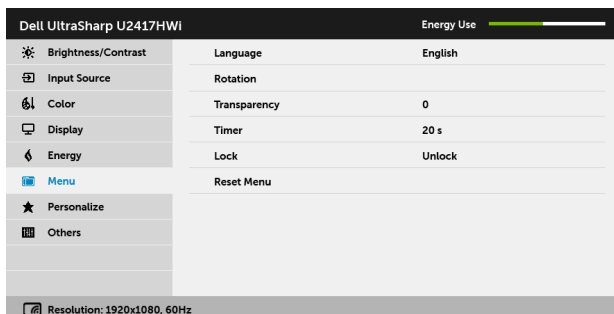 Dell UltraSharp U2417HWi
Energy Use
Brightness/Contrast
Language English
Input Source
Rotation
Color
Transparency 0
Display
Timer 20 s
Energy
Lock Unlock
Menu
Reset Menu
Personalize
Others
Resolution: 1920x1080, 60Hz